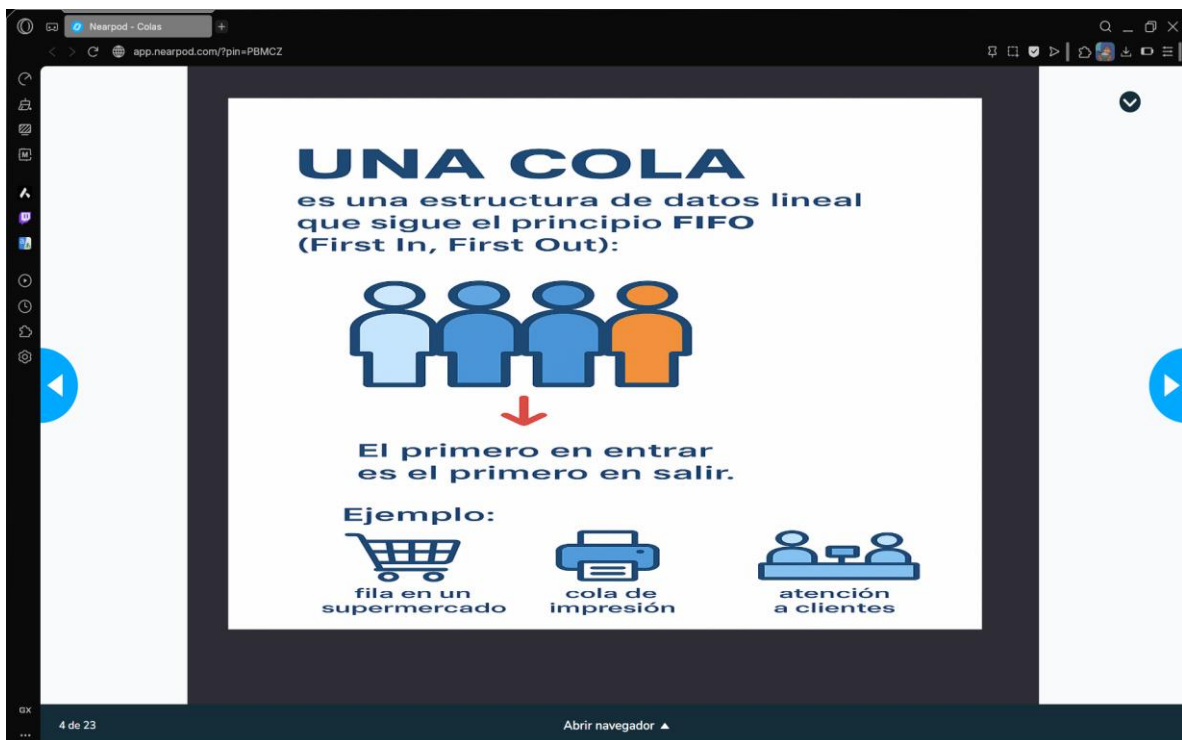 Nearpod - Colas
app.nearpod.com/?pin=PBMCZ
UNA COLA
es una estructura de datos lineal
que sigue el principio FIFO
(First In, First Out):
El primero en entrar
es el primero en salir.
Ejemplo:
fila en un
supermercado
cola de
impresión
atención
a clientes
GX
4 de 23
Abrir navegador